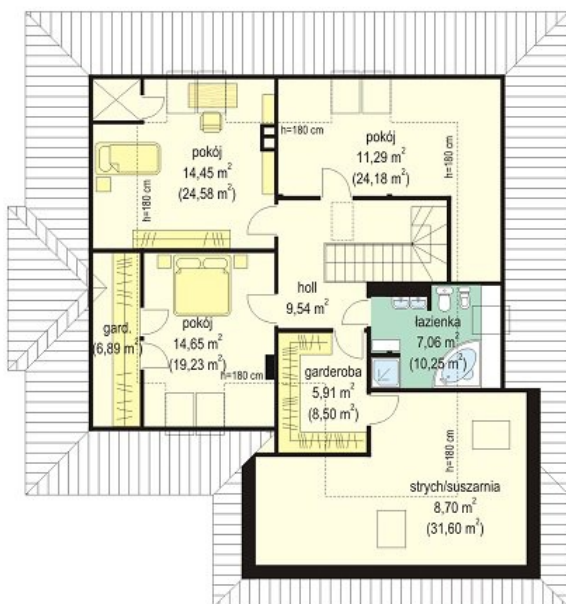 pokój
14,45 m²
(24,58 m²)
h=180 cm
h=180 cm
pokój
11,29 m²
(24,18 m²)
h=180 cm
holl
9,54 m²
gard.
(6,89 m²)
pokój
14,65 m²
(19,23 m²)
h=180 cm
łazienka
7,06 m²
(10,25 m²)
garderoba
5,91 m²
(8,50 m²)
h=180 cm
strych/suszarnia
8,70 m²
(31,60 m²)